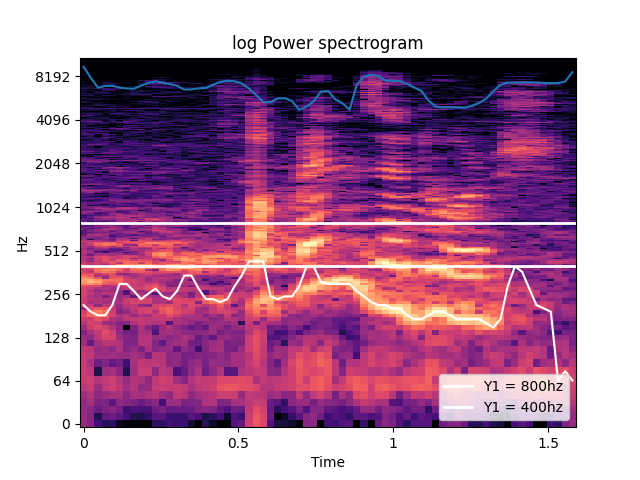 log Power spectrogram
Hz
8192
4096
2048
1024
512
256
128
64
0
0
0.5
1
1.5
Time
Y1 = 800hz
Y1 = 400hz